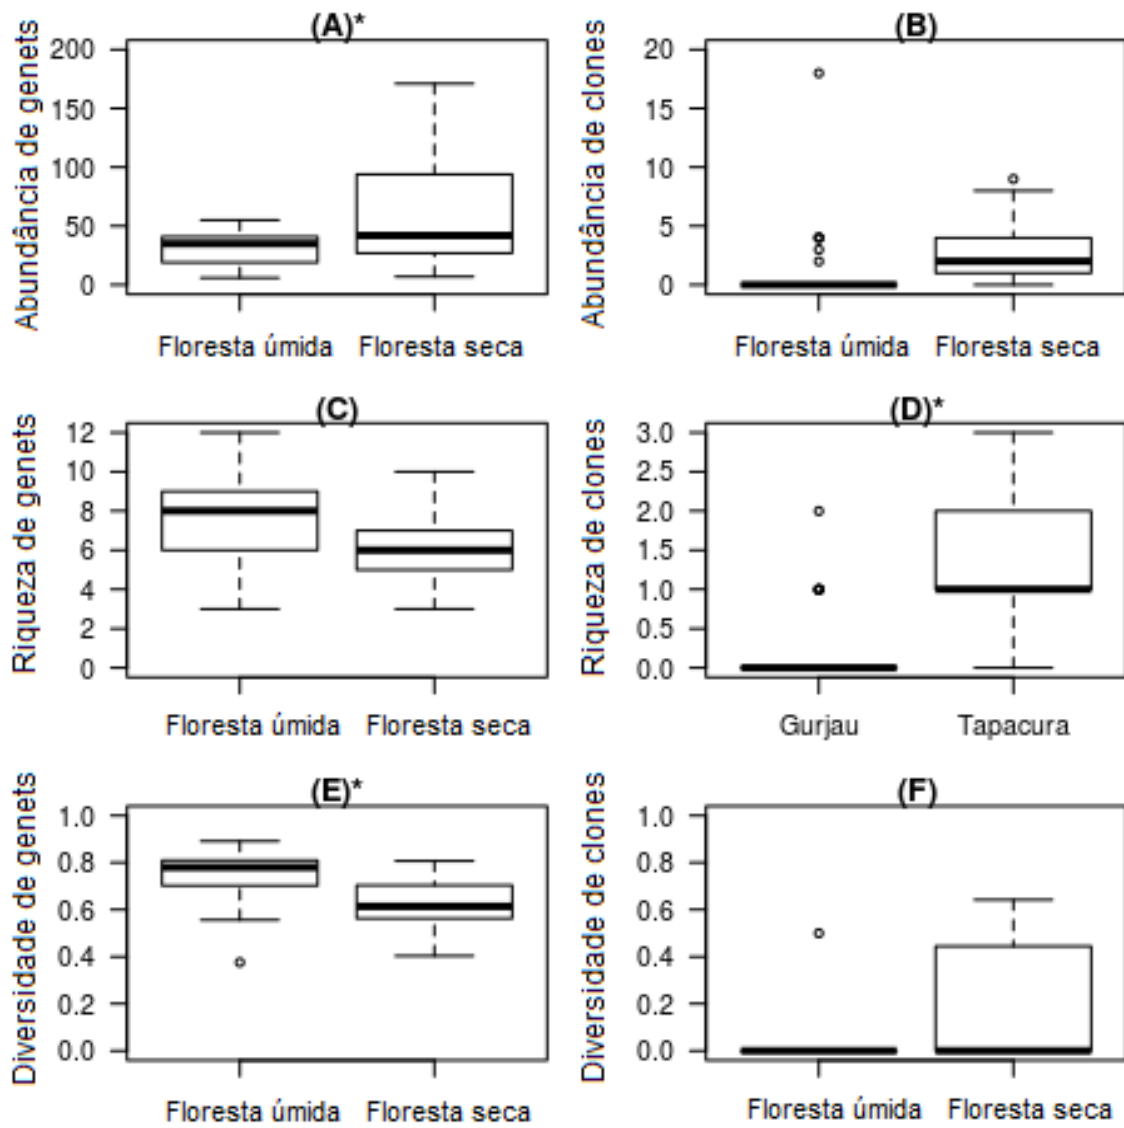 (A)*
Abundância de genets
200
150
100
50
0
Floresta úmida Floresta seca
(B)
Abundância de clones
20
15
10
5
0
Floresta úmida Floresta seca
(C)
Riqueza de genets
12
10
8
6
4
2
0
Floresta úmida Floresta seca
(D)*
Riqueza de clones
3.0
2.5
2.0
1.5
1.0
0.5
0.0
Gurjau Tapacura
(E)*
Diversidade de genets
1.0
0.8
0.6
0.4
0.2
0.0
Floresta úmida Floresta seca
(F)
Diversidade de clones
1.0
0.8
0.6
0.4
0.2
0.0
Floresta úmida Floresta seca